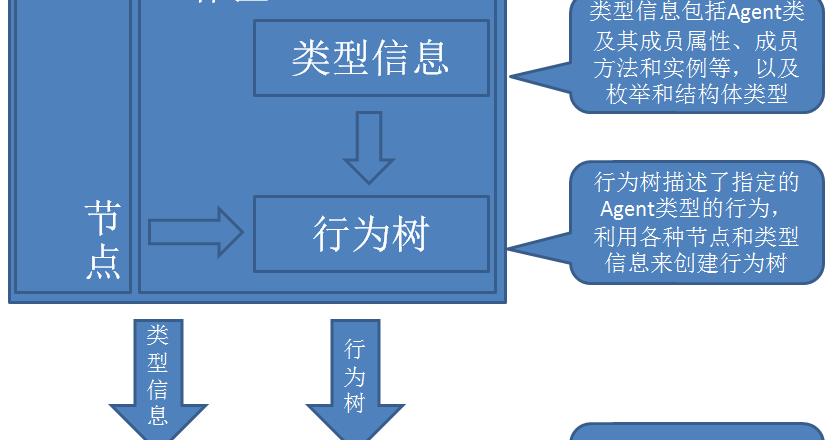 类型信息
类型信息包括Agent类
及其成员属性、成员
方法和实例等，以及
枚举和结构体类型
节点
行为树
行为树描述了指定的
Agent类型的行为，
利用各种节点和类型
信息来创建行为树
类型信息
行为树